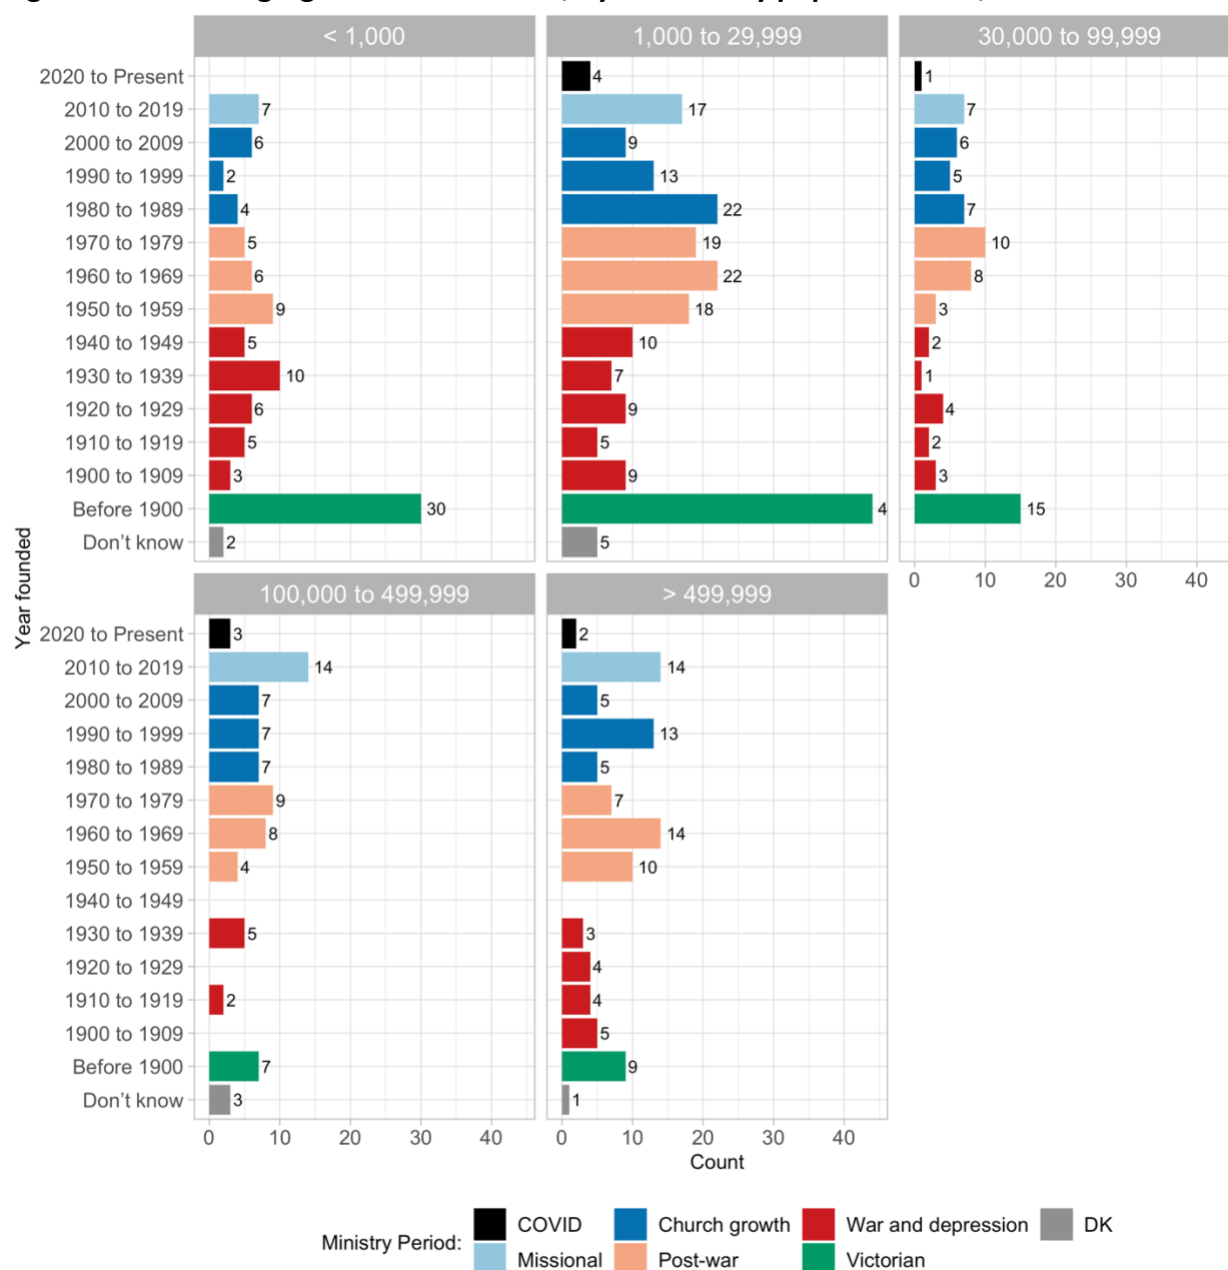 < 1,000
1,000 to 29,999
30,000 to 99,999
2020 to Present 4 1
2010 to 2019 7 17 7
2000 to 2009 6 9 6
1990 to 1999 2 13 5
1980 to 1989 4 22 7
1970 to 1979 5 19 10
1960 to 1969 6 22 8
1950 to 1959 9 18 3
1940 to 1949 5 10 2
1930 to 1939 10 7 1
1920 to 1929 6 9 4
1910 to 1919 5 5 2
1900 to 1909 3 9 3
Before 1900 30 4 15
Don't know 2 5
0 10 20 30 40
Year founded
100,000 to 499,999
> 499,999
2020 to Present 3 2
2010 to 2019 14 14
2000 to 2009 7 5
1990 to 1999 7 13
1980 to 1989 7 5
1970 to 1979 9 7
1960 to 1969 8 14
1950 to 1959 4 10
1940 to 1949
1930 to 1939 5 3
1920 to 1929 4
1910 to 1919 2 4
1900 to 1909 5
Before 1900 7 9
Don't know 3 1
0 10 20 30 40 0 10 20 30 40
Count
Ministry Period:
COVID Church growth War and depression DK
Missional Post-war Victorian